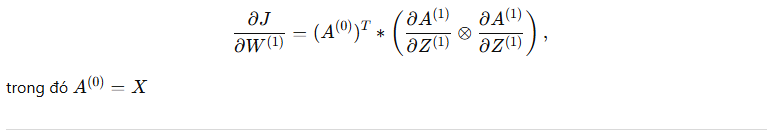 ∂J/∂W⁽¹⁾ = (A⁽⁰⁾)ᵀ * (∂A⁽¹⁾/∂Z⁽¹⁾ ⊗ ∂A⁽¹⁾/∂Z⁽¹⁾),
trong đó A⁽⁰⁾ = X